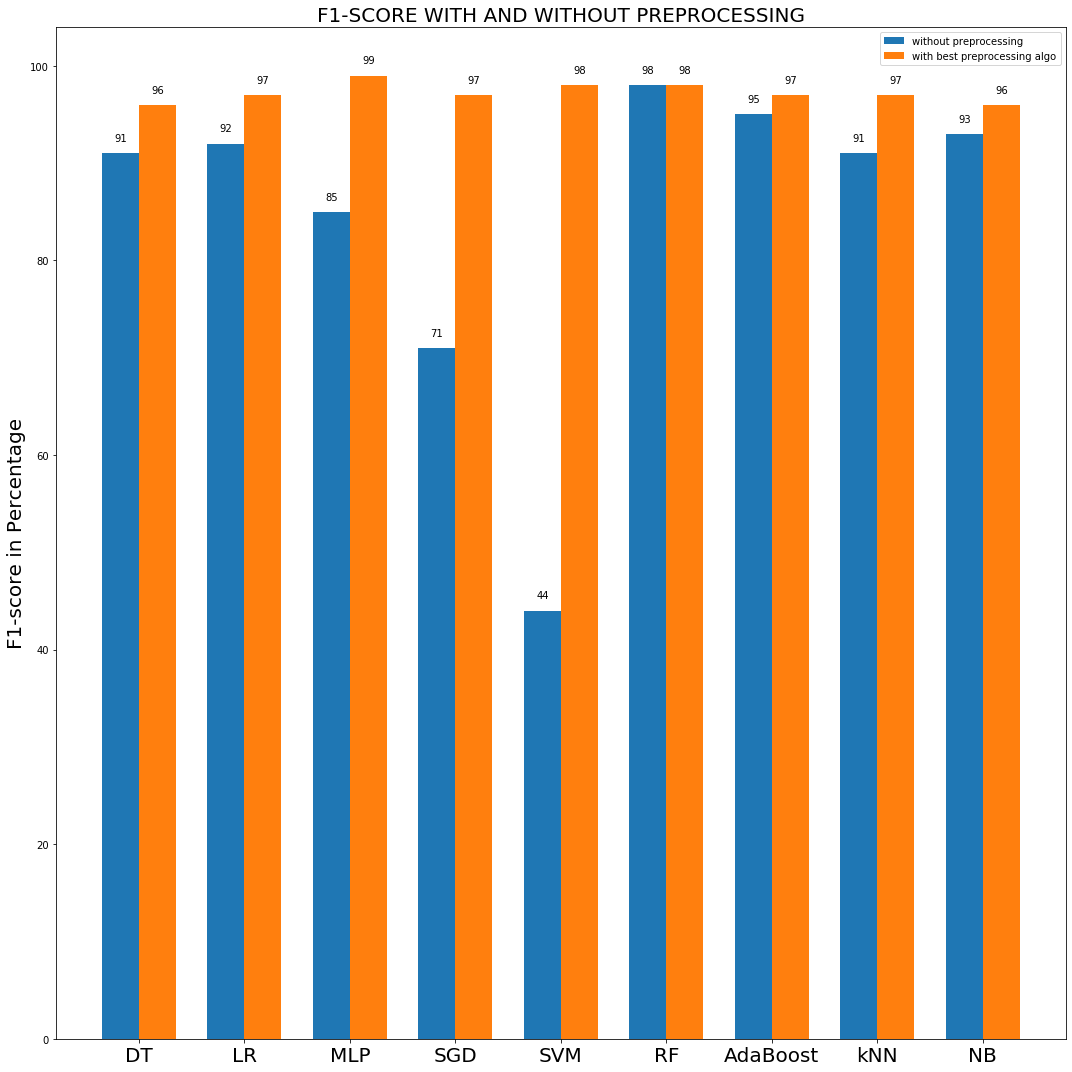 F1-SCORE WITH AND WITHOUT PREPROCESSING
without preprocessing
with best preprocessing algo
F1-score in Percentage
100
80
60
40
20
0
91
96
92
97
85
99
71
97
44
98
98
98
95
97
91
97
93
96
DT
LR
MLP
SGD
SVM
RF
AdaBoost
kNN
NB